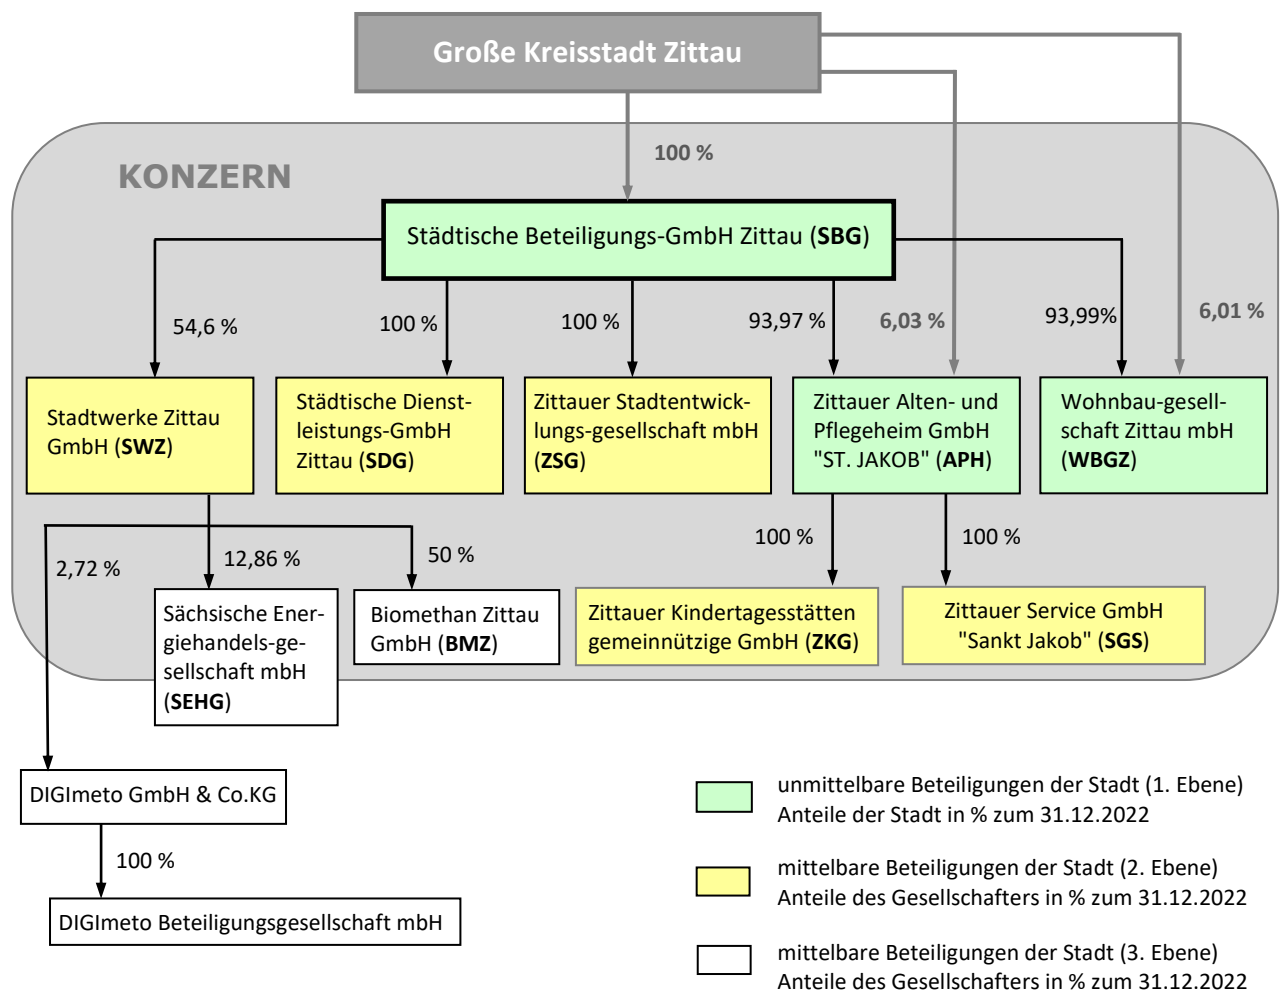 Große Kreisstadt Zittau
100 %
KONZERN
Städtische Beteiligungs-GmbH Zittau (SBG)
54,6 %
100 %
100 %
93,97 %
6,03 %
93,99%
6,01 %
Stadtwerke Zittau
GmbH (SWZ)
Städtische Dienst-
leistungs-GmbH
Zittau (SDG)
Zittauer Stadtentwick-
lungs-gesellschaft mbH
(ZSG)
Zittauer Alten- und
Pflegeheim GmbH
"ST. JAKOB" (APH)
Wohnbau-gesell-
schaft Zittau mbH
(WBGZ)
2,72 %
12,86 %
50 %
100 %
100 %
Sächsische Ener-
giehandels-ge-
sellschaft mbH
(SEHG)
Biomethan Zittau
GmbH (BMZ)
Zittauer Kindertagesstätten
gemeinnützige GmbH (ZKG)
Zittauer Service GmbH
"Sankt Jakob" (SGS)
DIGImeto GmbH & Co.KG
100 %
DIGImeto Beteiligungsgesellschaft mbH
unmittelbare Beteiligungen der Stadt (1. Ebene)
Anteile der Stadt in % zum 31.12.2022
mittelbare Beteiligungen der Stadt (2. Ebene)
Anteile des Gesellschafters in % zum 31.12.2022
mittelbare Beteiligungen der Stadt (3. Ebene)
Anteile des Gesellschafters in % zum 31.12.2022